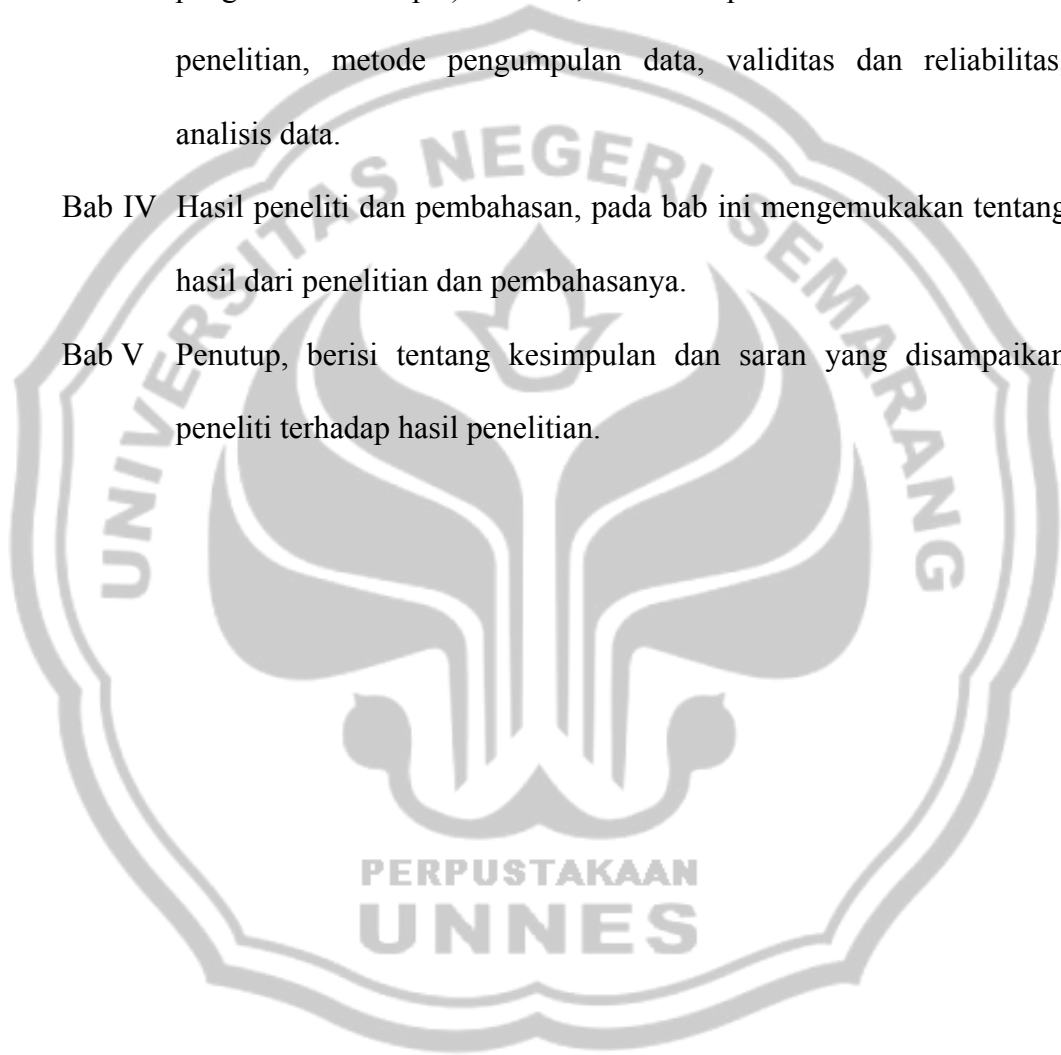 penelitian, metode pengumpulan data, validitas dan reliabilitas
analisis data.
Bab IV Hasil peneliti dan pembahasan, pada bab ini mengemukakan tentang
hasil dari penelitian dan pembahasanya.
Bab V Penutup, berisi tentang kesimpulan dan saran yang disampaikan
peneliti terhadap hasil penelitian.
UNIVERSITAS NEGERI SEMARANG
PERPUSTAKAAN
UNNES